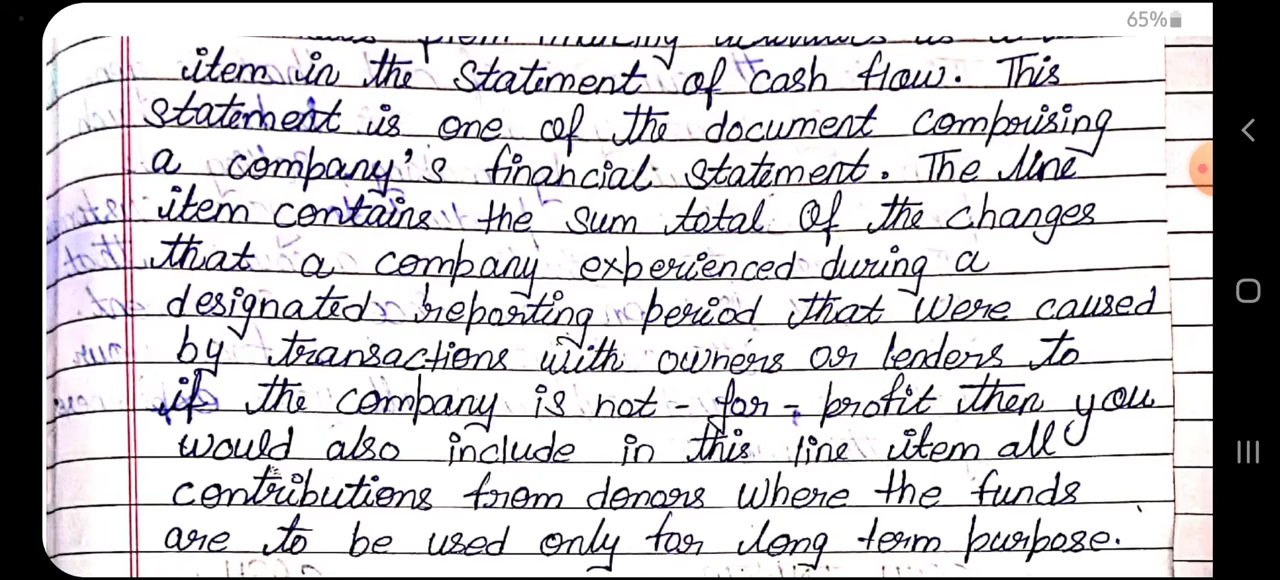 65%
item in the statement of cash flow. This
statement is one of the document comprising
a company's financial statement. The line
item contains the sum total of the changes
that a company experienced during a
designated reporting period that were caused
by transactions with owners or lenders to
if the company is not-for-profit then you
would also include in this line item all
contributions from donors where the funds
are to be used only for long term purpose.